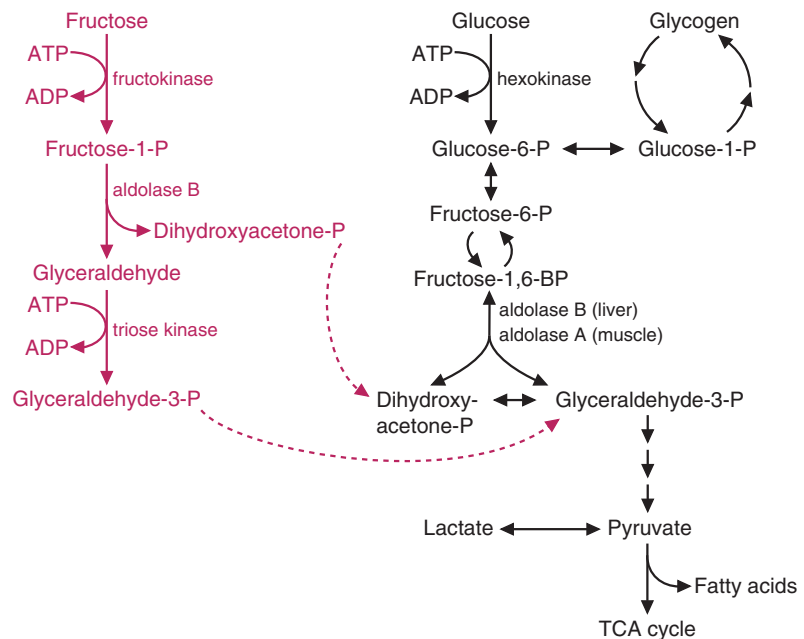 Fructose
ATP
fructokinase
ADP
Fructose-1-P
aldolase B
Dihydroxyacetone-P
Glyceraldehyde
ATP
triose kinase
ADP
Glyceraldehyde-3-P
Glucose
ATP
hexokinase
ADP
Glucose-6-P
Glycogen
Glucose-1-P
Fructose-6-P
Fructose-1,6-BP
aldolase B (liver)
aldolase A (muscle)
Dihydroxy-
acetone-P
Glyceraldehyde-3-P
Lactate
Pyruvate
Fatty acids
TCA cycle